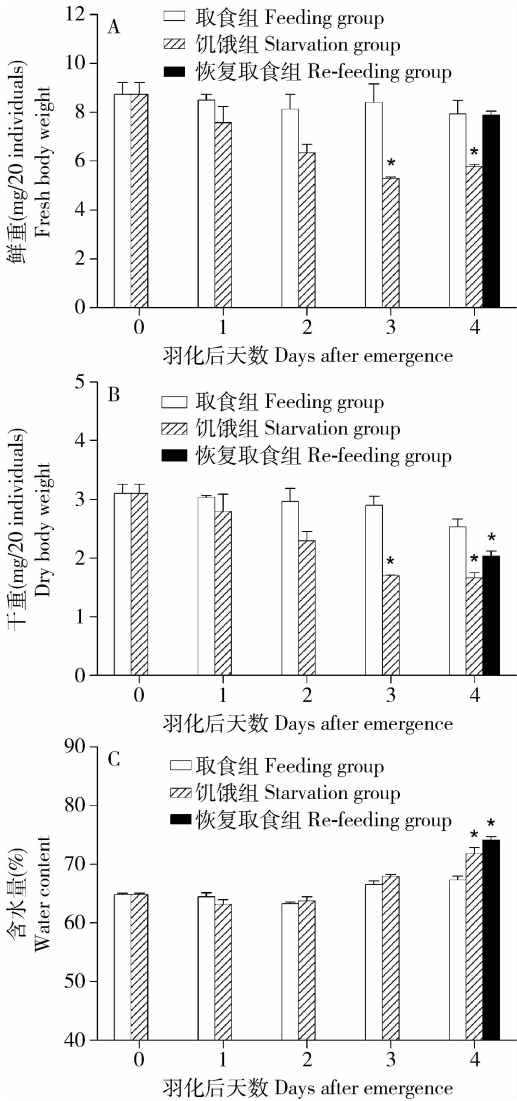 A
取食组 Feeding group
饥饿组 Starvation group
恢复取食组 Re-feeding group
鲜重(mg/20 individuals)
Fresh body weight
12
10
8
6
4
2
0
*
*
0 1 2 3 4
羽化后天数 Days after emergence
B
取食组 Feeding group
饥饿组 Starvation group
恢复取食组 Re-feeding group
干重(mg/20 individuals)
Dry body weight
5
4
3
2
1
0
*
* *
0 1 2 3 4
羽化后天数 Days after emergence
C
取食组 Feeding group
饥饿组 Starvation group
恢复取食组 Re-feeding group
含水量(%)
Water content
90
80
70
60
50
40
* *
0 1 2 3 4
羽化后天数 Days after emergence